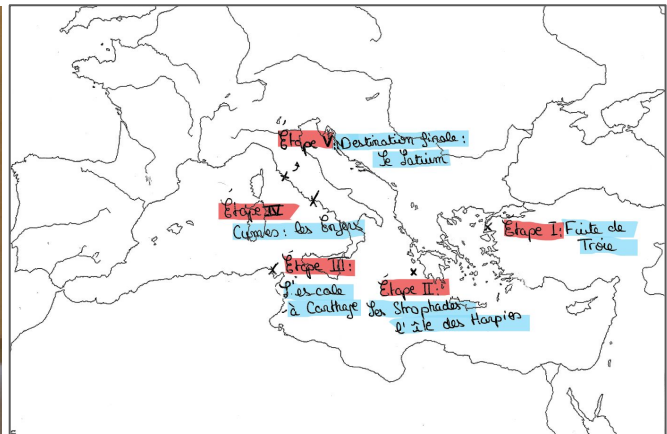 Étape V: Destination finale:
Le Latium
Étape IV
Cumes: les Enfers
Étape I: Fuite de
Troie
Étape III:
L'escale
à Carthage
Étape II:
Les Strophades
l'île des Harpies